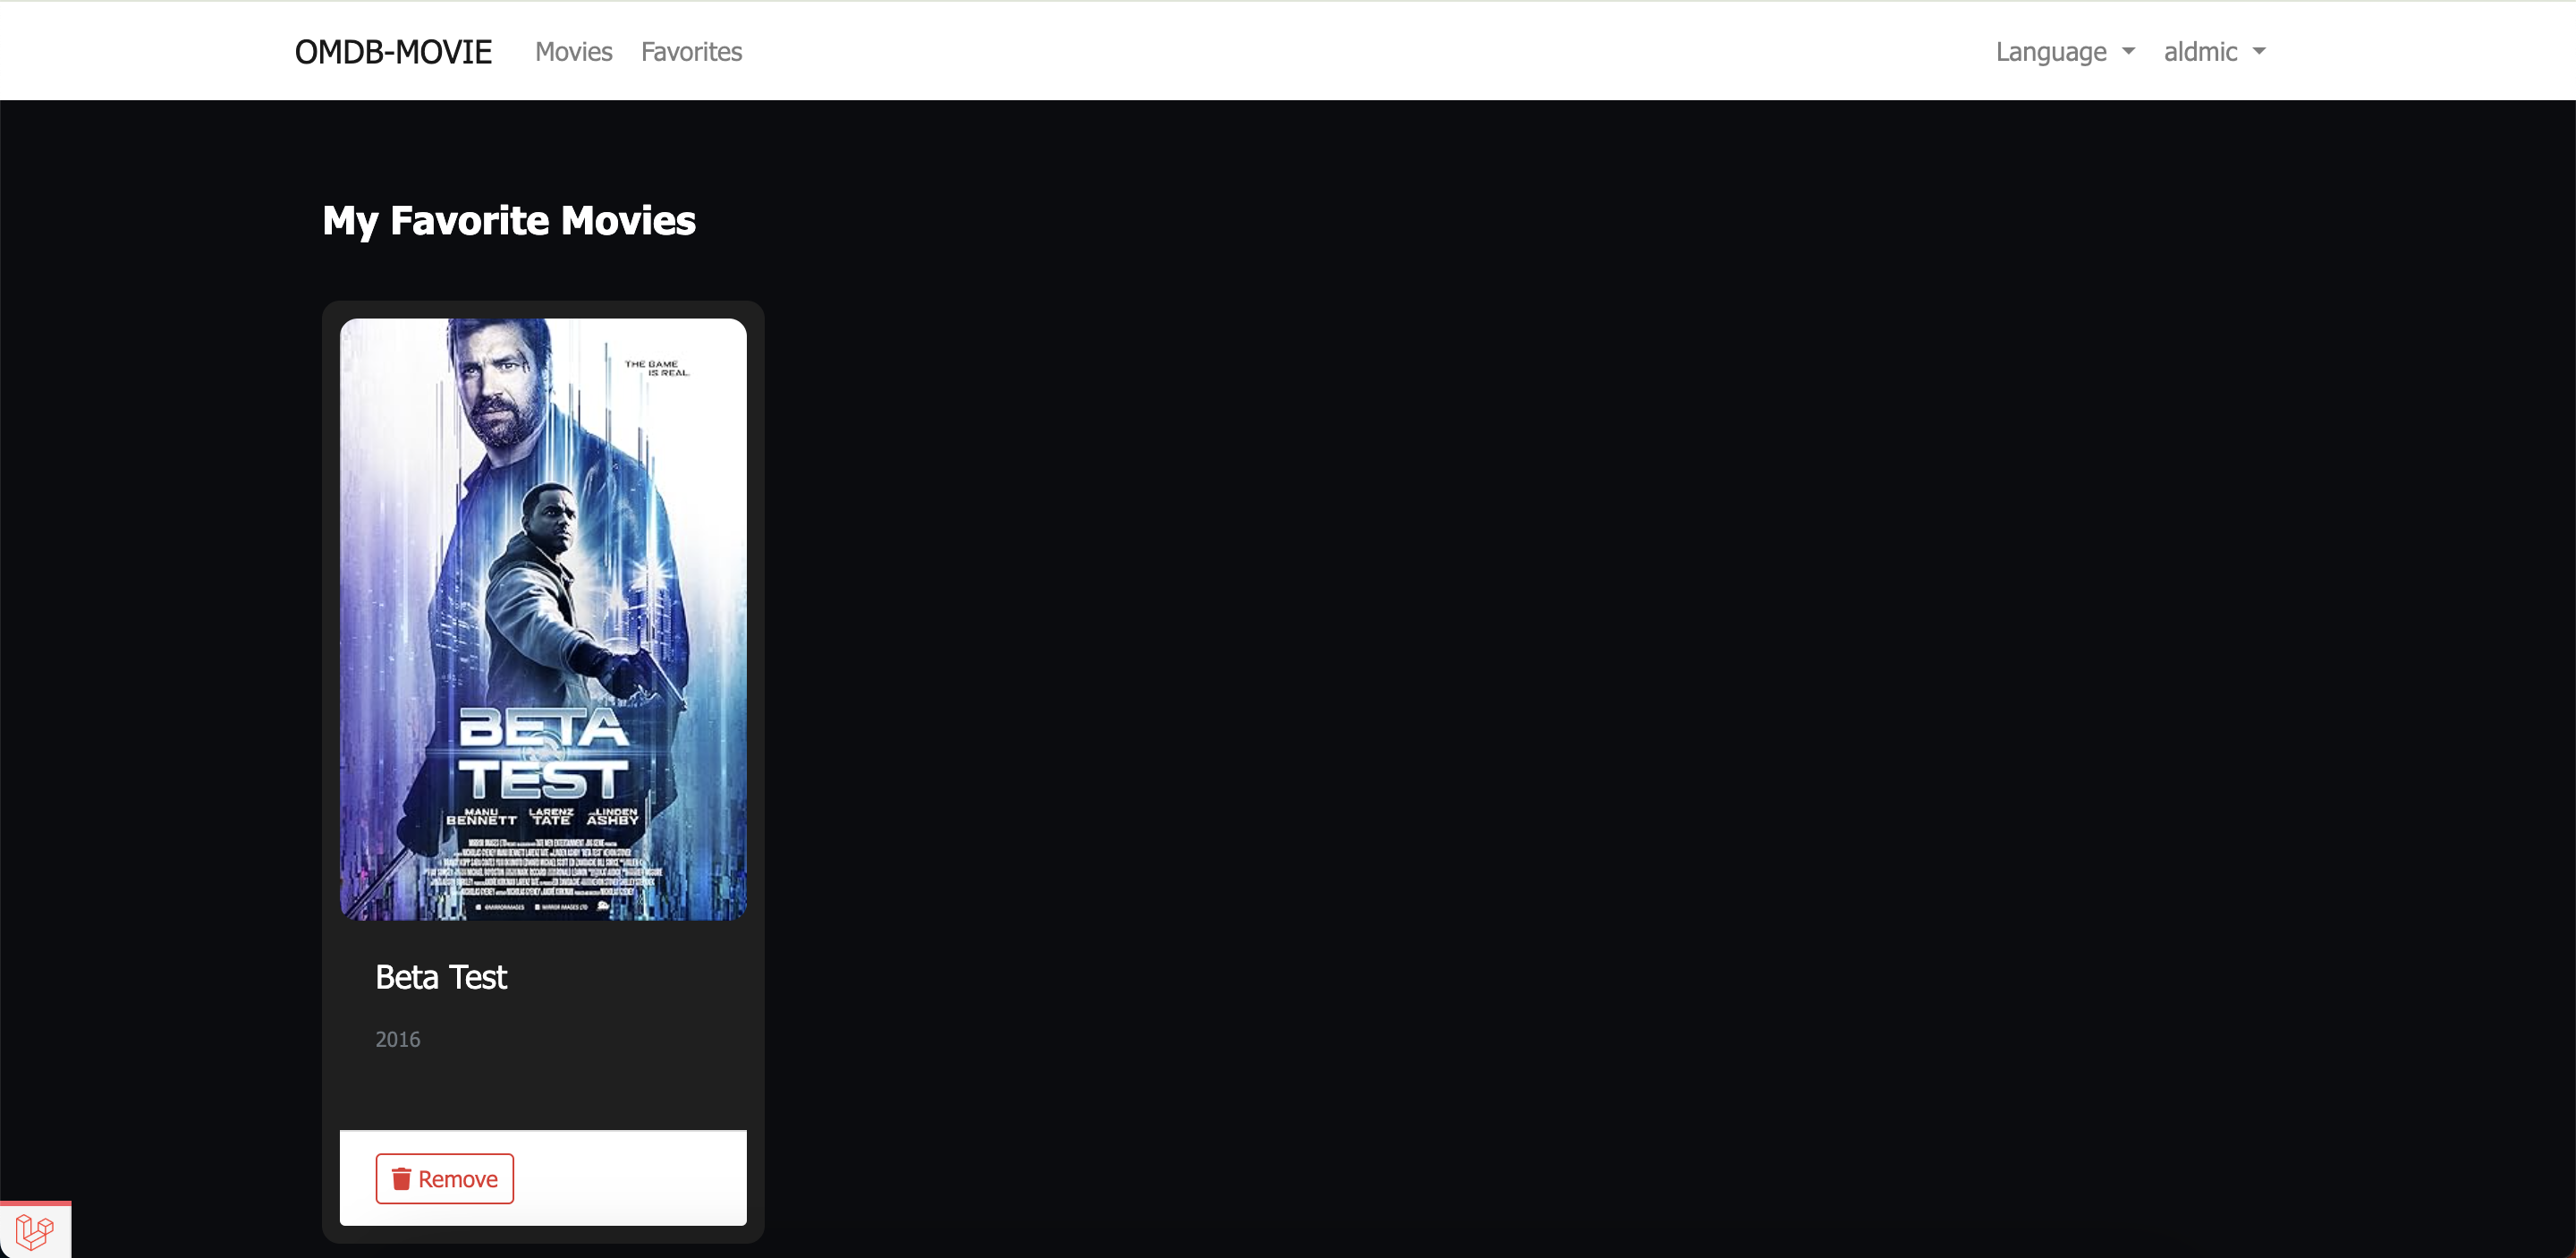 OMDB-MOVIE Movies Favorites Language aldmic
My Favorite Movies
THE GAME
IS REAL
BETA
TEST
MANU LARENZ LINDEN
BENNETT TATE ASHBY
Beta Test
2016
Remove